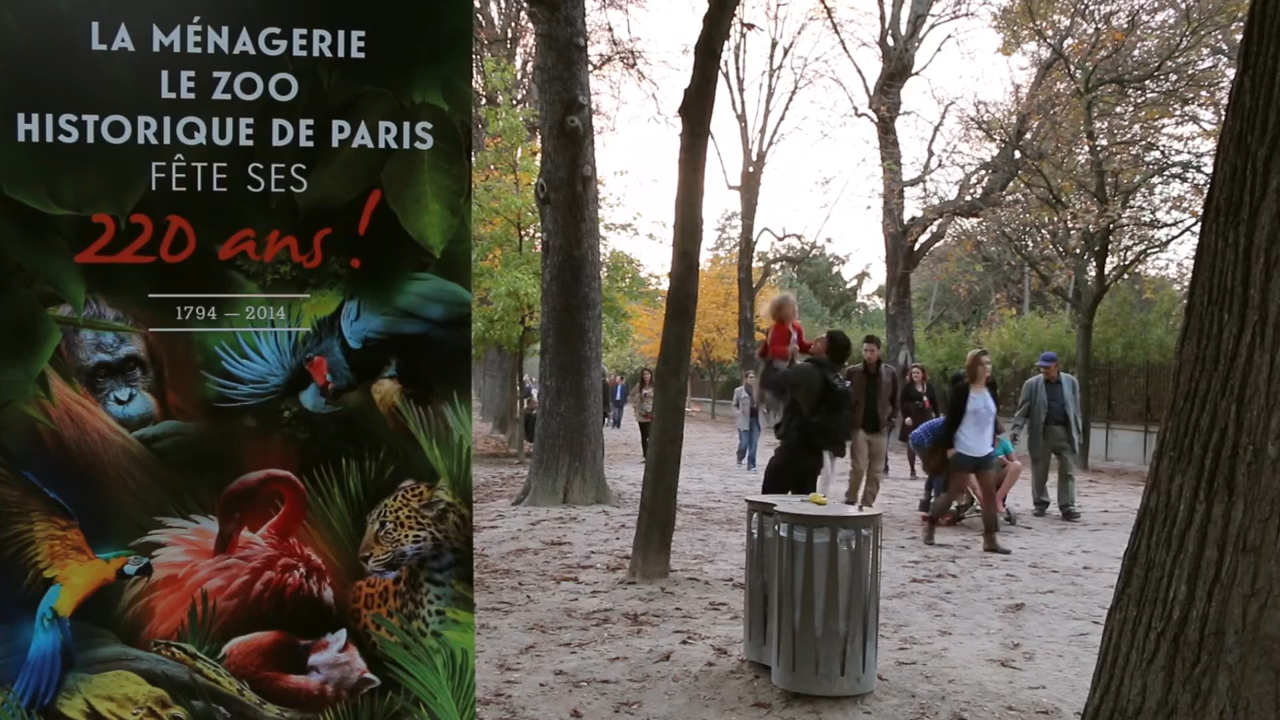 LA MÉNAGERIE
LE ZOO
HISTORIQUE DE PARIS
FÊTE SES
220 ans !
1794 — 2014